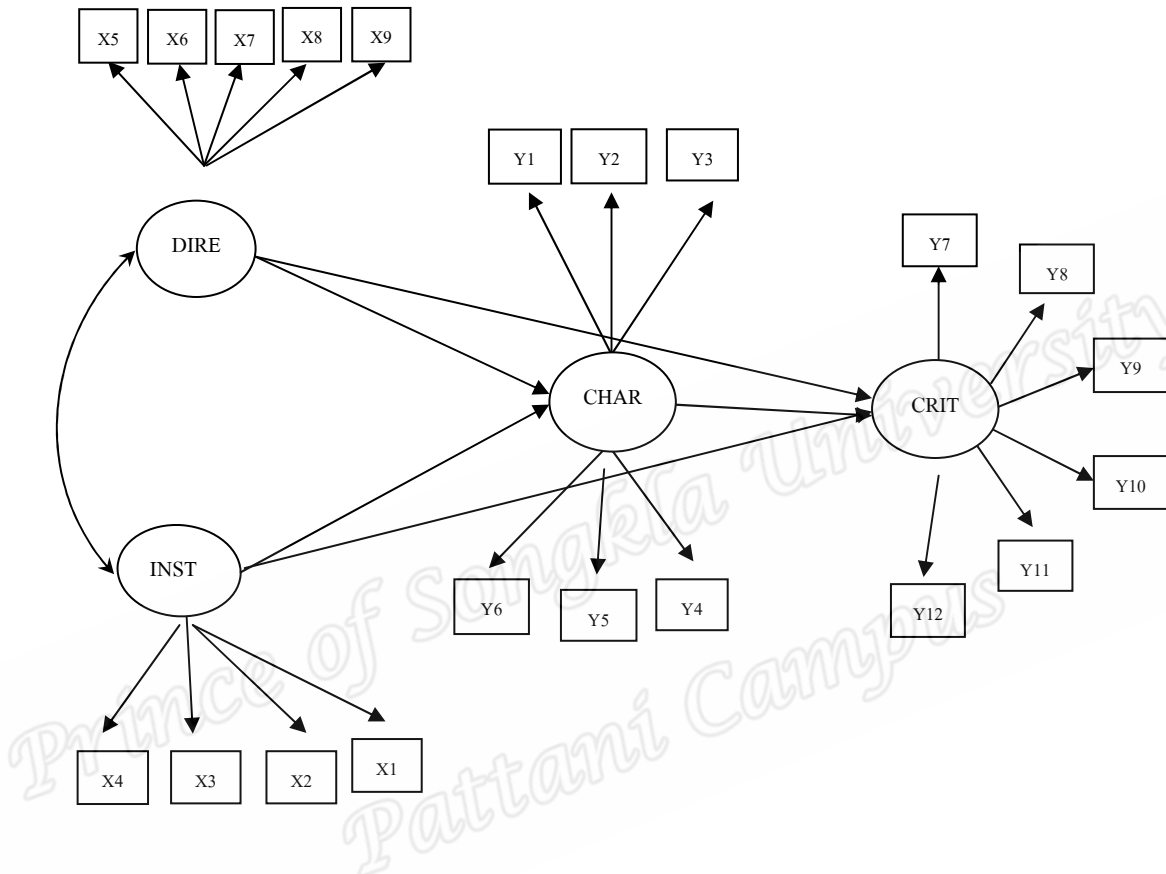 X5 X6 X7 X8 X9
Y1 Y2 Y3
DIRE
Y7
Y8
Y9
CHAR
CRIT
Y10
INST
Y11
Y6 Y5 Y4
Y12
X4 X3 X2 X1
Prince of Songkla University
Pattani Campus